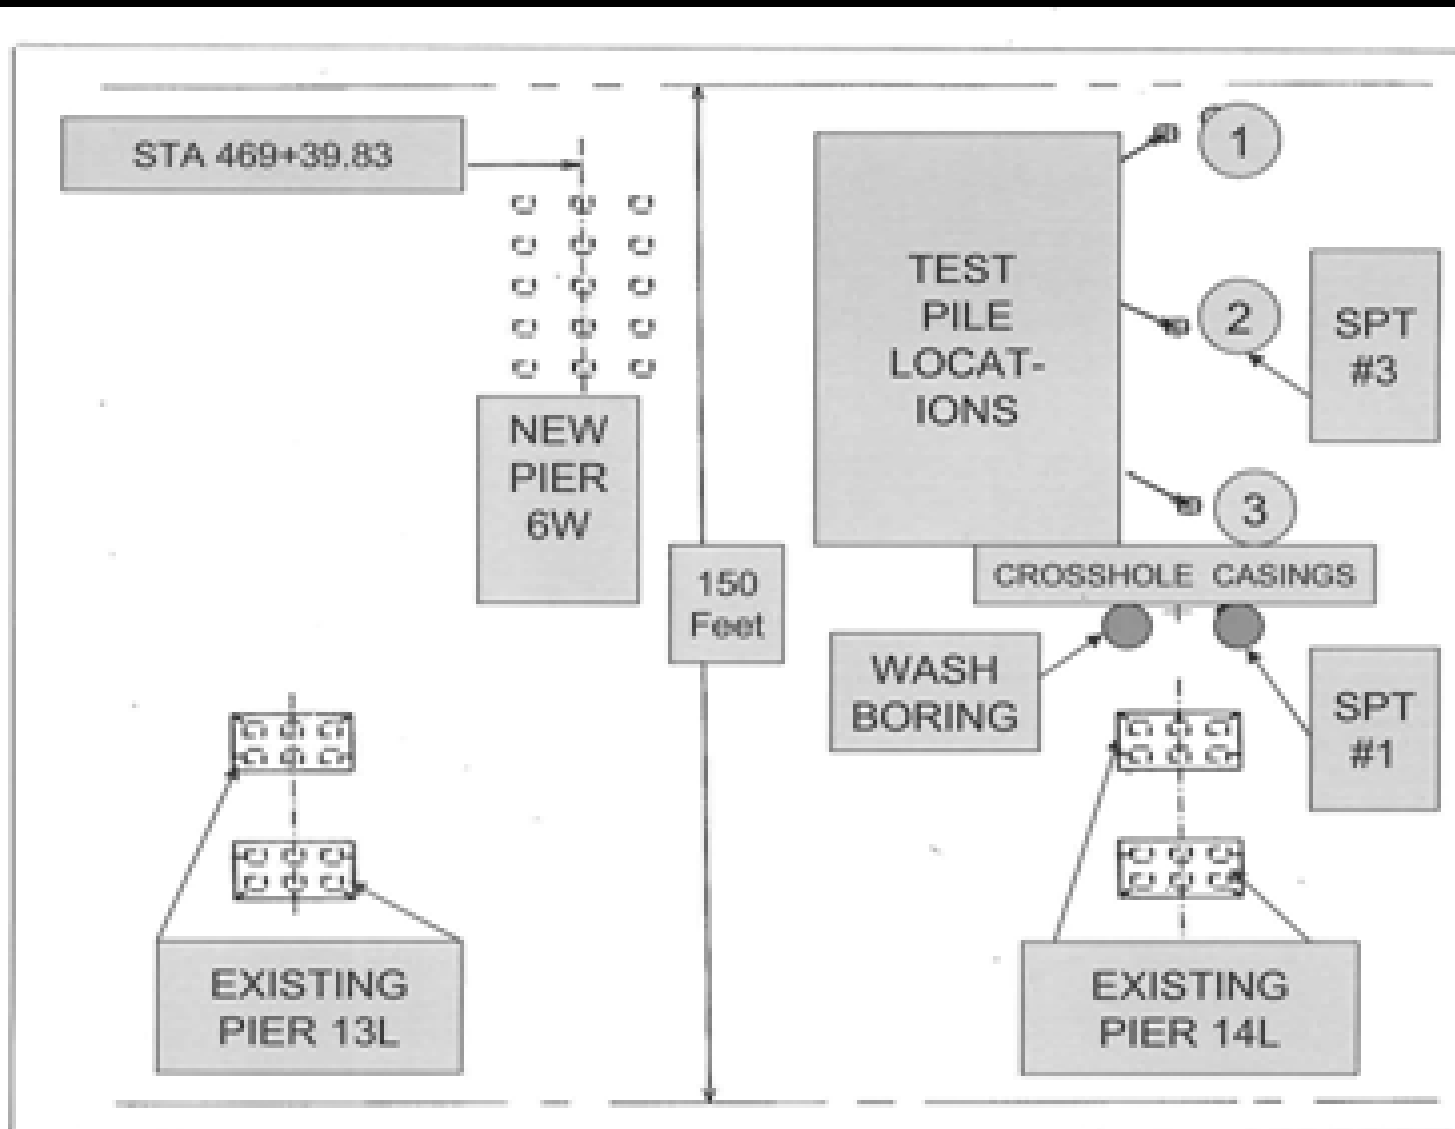 STA 469+39.83
NEW
PIER
6W
150
Feet
TEST
PILE
LOCAT-
IONS
1
2
3
SPT
#3
CROSSHOLE CASINGS
WASH
BORING
SPT
#1
EXISTING
PIER 13L
EXISTING
PIER 14L